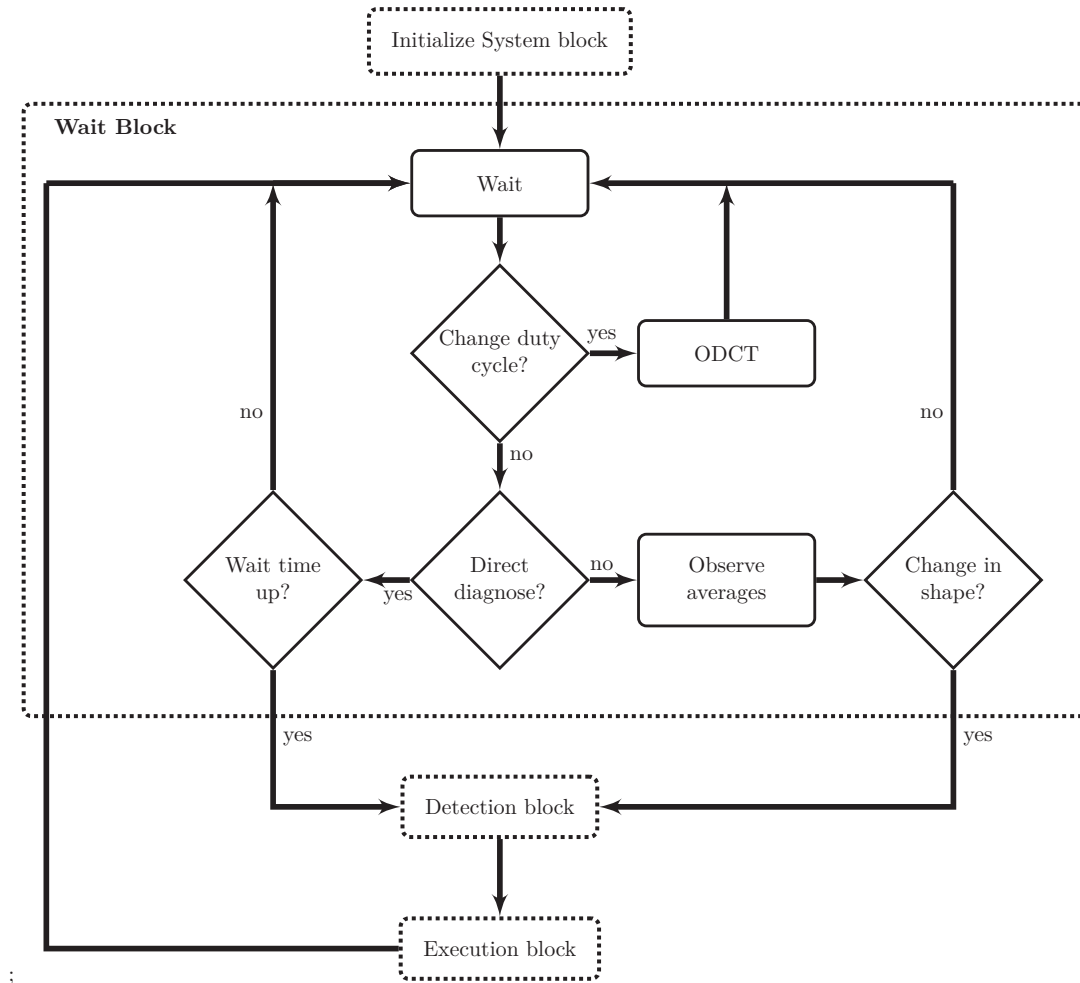 Initialize System block
Wait Block
Wait
Change duty
cycle?
yes
ODCT
no
no
no
Wait time
up?
yes
Direct
diagnose?
no
Observe
averages
Change in
shape?
yes
yes
Detection block
Execution block
;